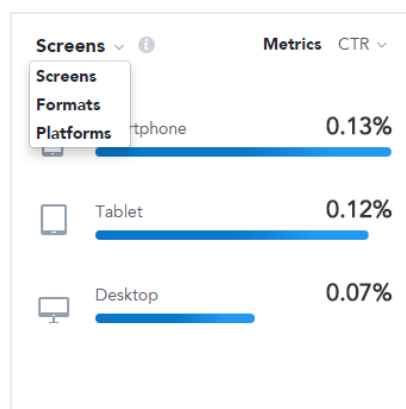 Screens
Metrics CTR
Screens
Formats
Platforms
0.13%
Tablet 0.12%
Desktop 0.07%